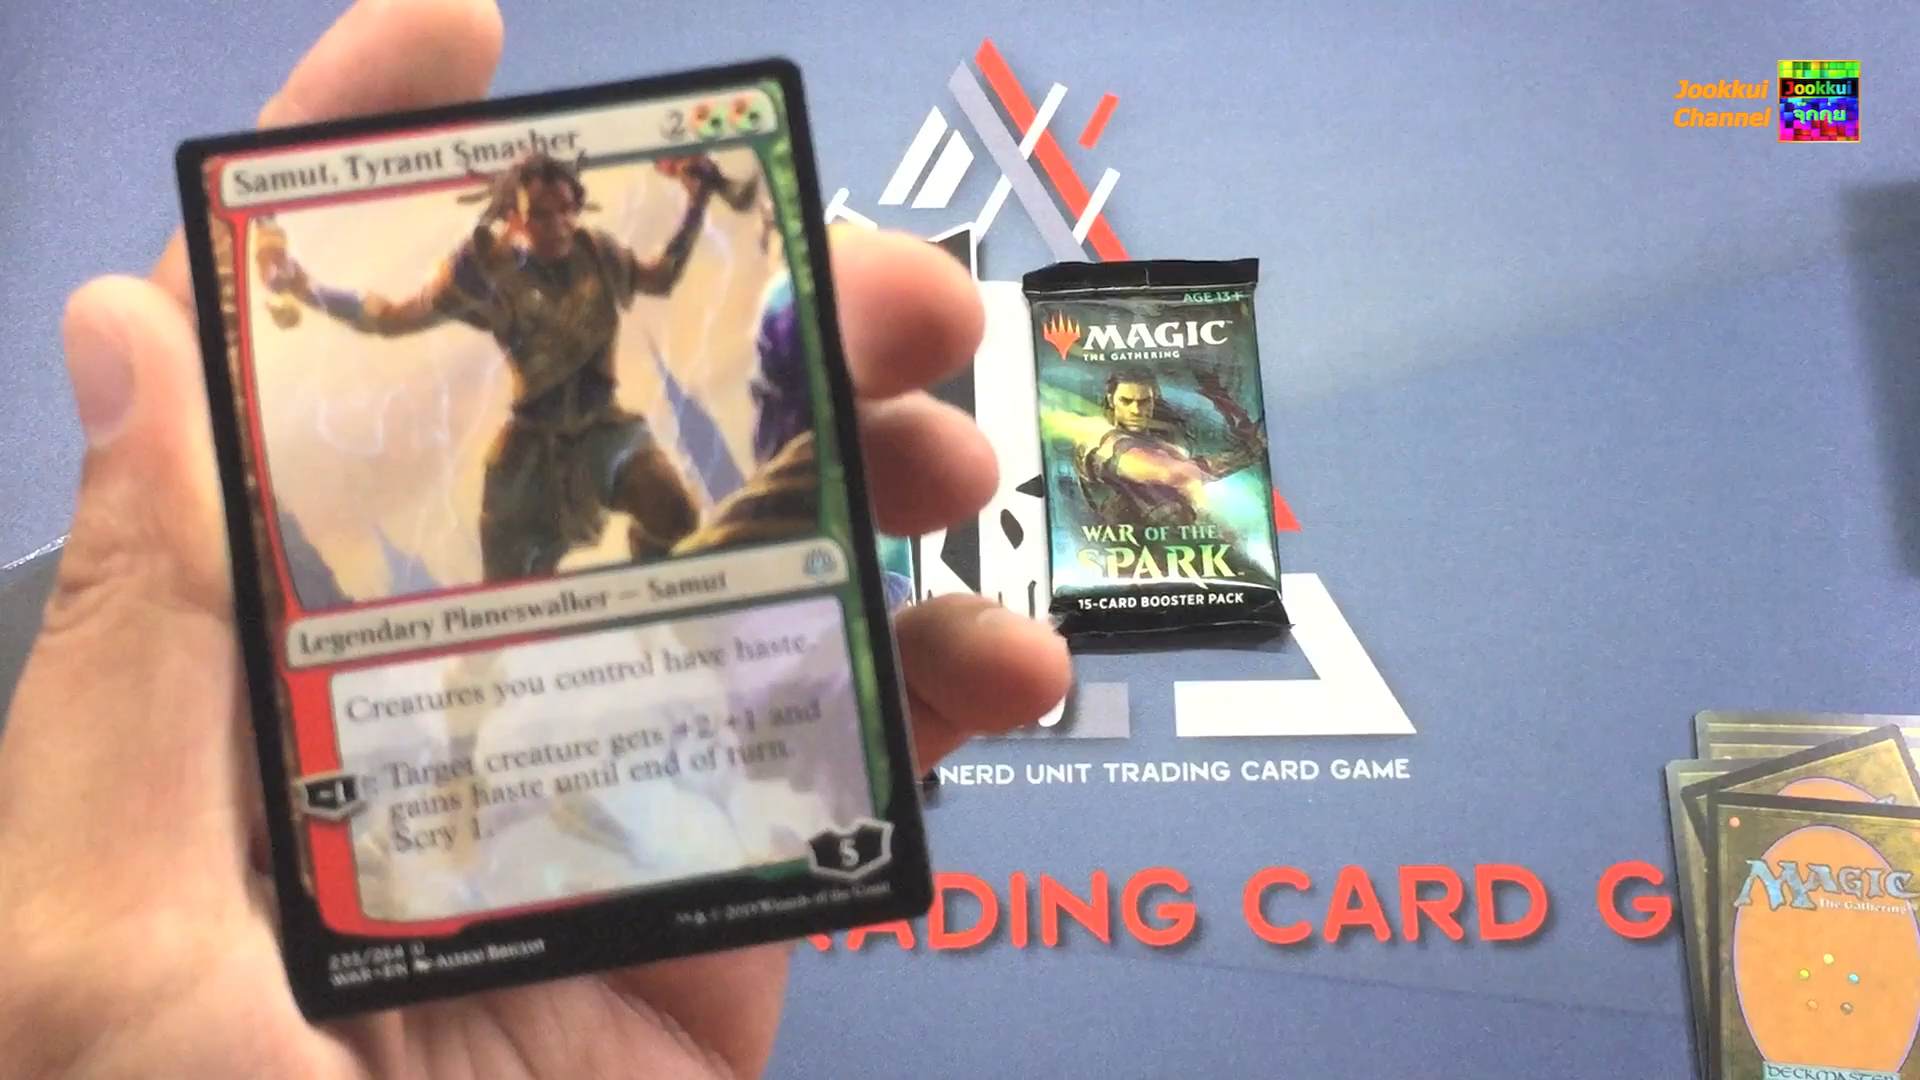 Samut, Tyrant Smasher
2
Legendary Planeswalker — Samut
Creatures you control have haste.
-1: Target creature gets +2/+1 and
gains haste until end of turn.
Scry 1.
5
WAR • EN
Jookkui
Channel
Jookkui
จุ๊กกุ่ย
AGE 13+
MAGIC™
THE GATHERING
WAR OF THE
SPARK™
15-CARD BOOSTER PACK
NERD UNIT TRADING CARD GAME
RADING CARD G
MAGIC
The Gathering
DECKMASTER